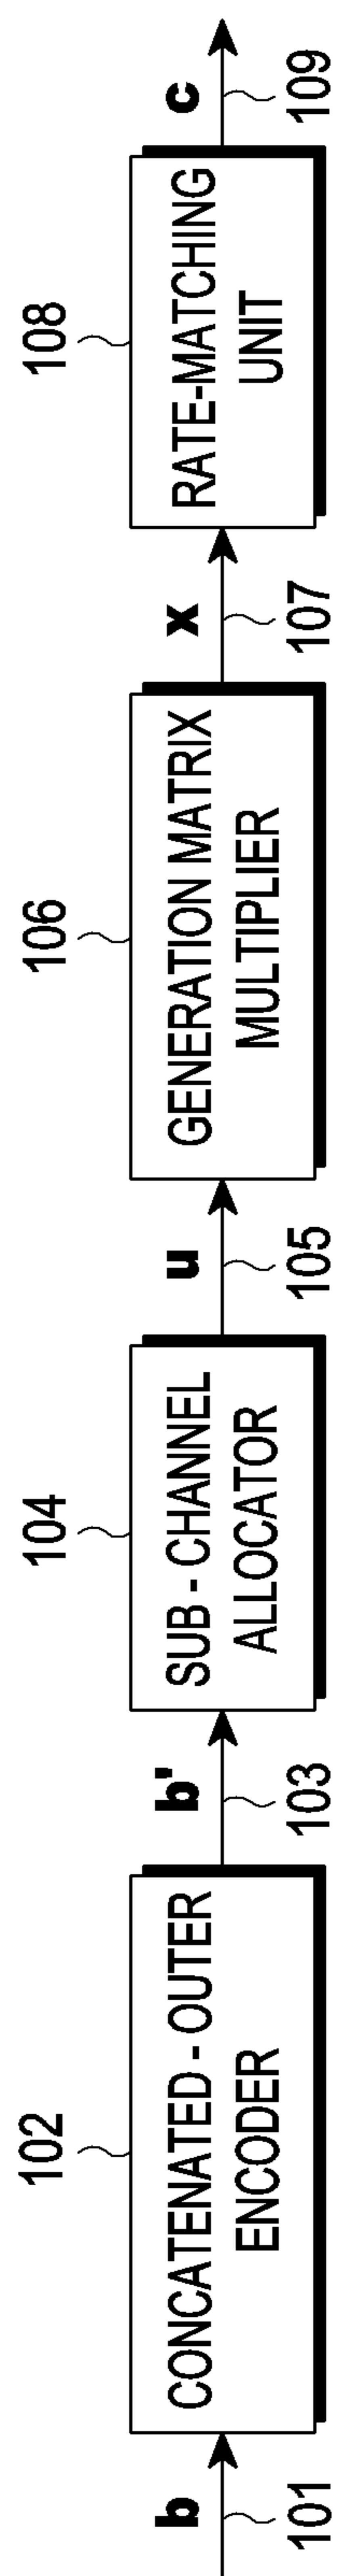 b
101
102
CONCATENATED - OUTER
ENCODER
b'
103
104
SUB - CHANNEL
ALLOCATOR
u
105
106
GENERATION MATRIX
MULTIPLIER
x
107
108
RATE-MATCHING
UNIT
c
109